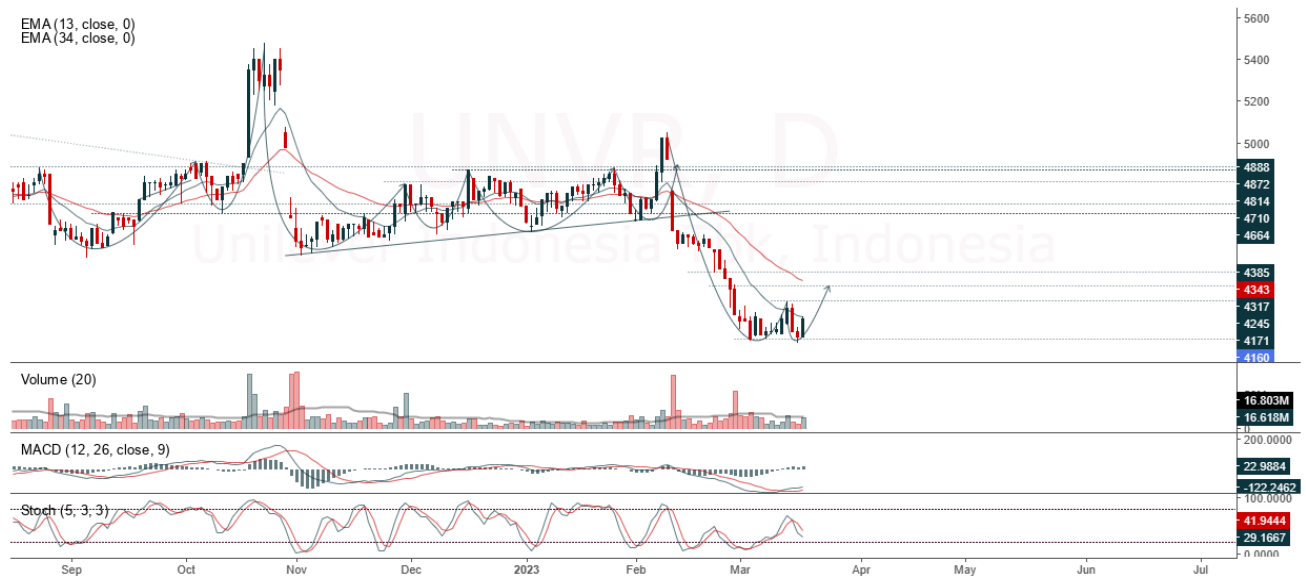 EMA (13, close, 0)
EMA (34, close, 0)
UNVR, D
Unilever Indonesia Tbk., Indonesia
5600
5400
5200
5000
4888
4872
4814
4710
4664
4385
4343
4317
4245
4171
4160
Volume (20)
16.803M
16.618M
0
MACD (12, 26, close, 9)
200.0000
22.9884
-122.2462
Stoch (5, 3, 3)
100.0000
41.9444
29.1667
0.0000
Sep Oct Nov Dec 2023 Feb Mar Apr May Jun Jul